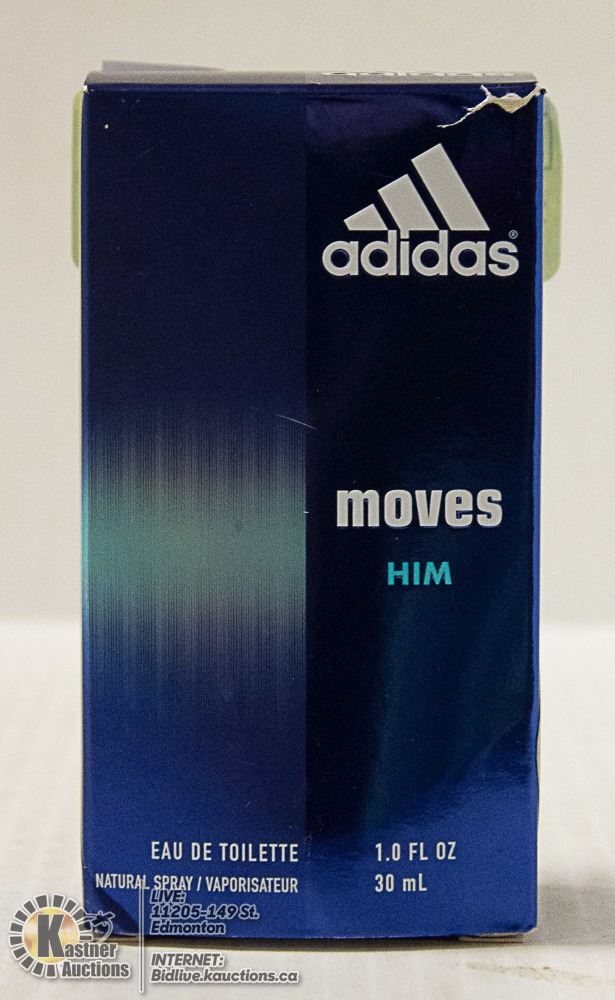 adidas®
moves
HIM
EAU DE TOILETTE 1.0 FL OZ
NATURAL SPRAY / VAPORISATEUR 30 mL
Kastner
Auctions
LIVE:
11205-149 St.
Edmonton
INTERNET:
Bidlive.kauctions.ca